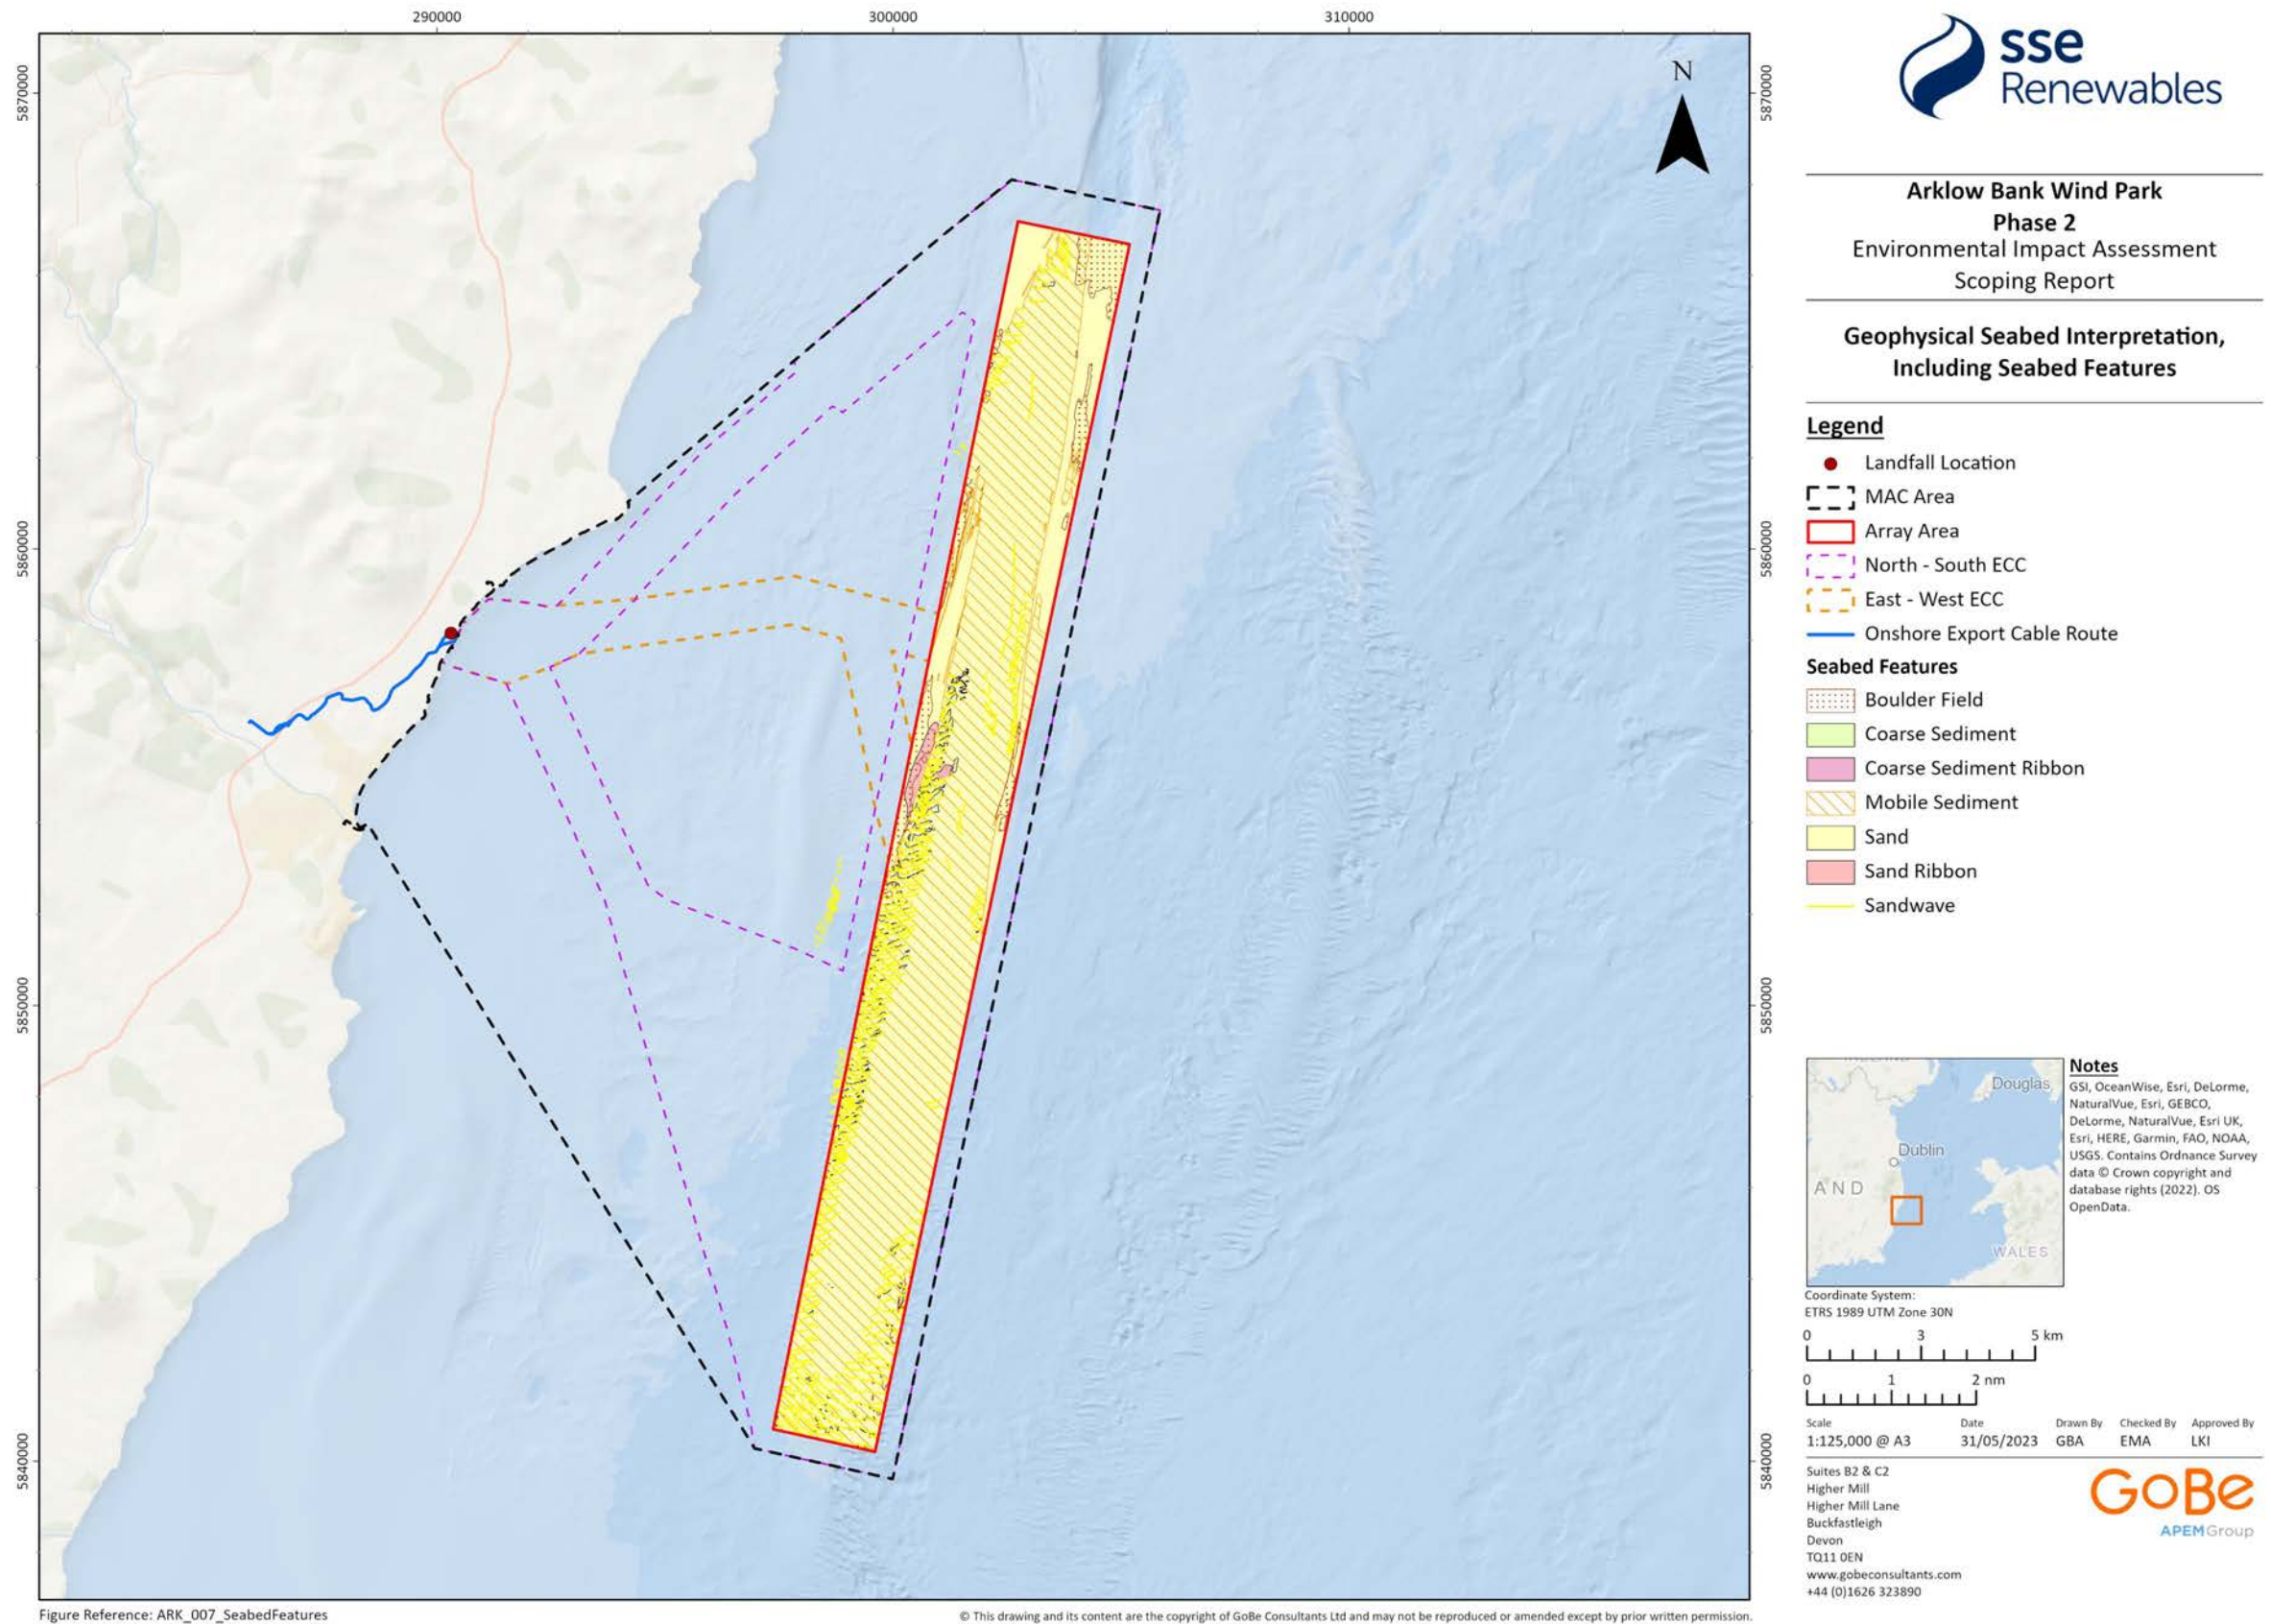 290000
300000
310000
5870000
5860000
5850000
5840000
5870000
5860000
5850000
5840000
N
sse
Renewables
Arklow Bank Wind Park
Phase 2
Environmental Impact Assessment
Scoping Report
Geophysical Seabed Interpretation,
Including Seabed Features
Legend
Landfall Location
MAC Area
Array Area
North - South ECC
East - West ECC
Onshore Export Cable Route
Seabed Features
Boulder Field
Coarse Sediment
Coarse Sediment Ribbon
Mobile Sediment
Sand
Sand Ribbon
Sandwave
Douglas
Dublin
AND
WALES
Notes
GSI, OceanWise, Esri, DeLorme,
NaturalVue, Esri, GEBCO,
DeLorme, NaturalVue, Esri UK,
Esri, HERE, Garmin, FAO, NOAA,
USGS. Contains Ordnance Survey
data © Crown copyright and
database rights (2022). OS
OpenData.
Coordinate System:
ETRS 1989 UTM Zone 30N
0 3 5 km
0 1 2 nm
Scale Date Drawn By Checked By Approved By
1:125,000 @ A3 31/05/2023 GBA EMA LKI
Suites B2 & C2
Higher Mill
Higher Mill Lane
Buckfastleigh
Devon
TQ11 0EN
www.gobeconsultants.com
+44 (0)1626 323890
GoBe
APEMGroup
Figure Reference: ARK_007_SeabedFeatures
© This drawing and its content are the copyright of GoBe Consultants Ltd and may not be reproduced or amended except by prior written permission.